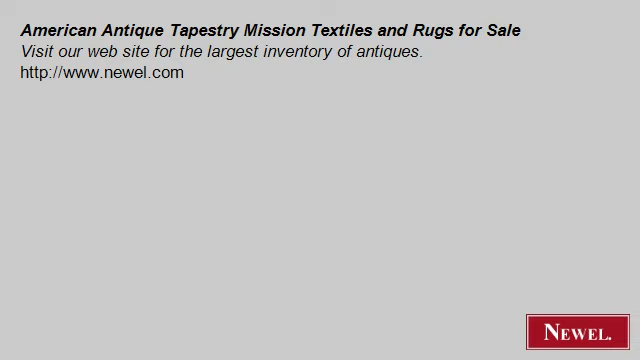 American Antique Tapestry Mission Textiles and Rugs for Sale
Visit our web site for the largest inventory of antiques.
http://www.newel.com
NEWEL.